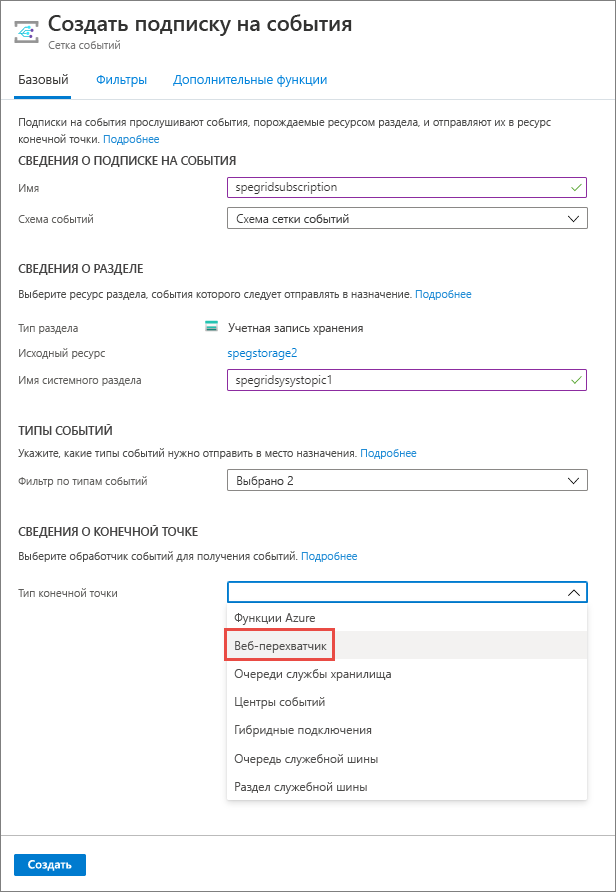 Создать подписку на события
Сетка событий
Базовый Фильтры Дополнительные функции
Подписки на события прослушивают события, порождаемые ресурсом раздела, и отправляют их в ресурс
конечной точки. Подробнее
СВЕДЕНИЯ О ПОДПИСКЕ НА СОБЫТИЯ
Имя spegridsubscription
Схема событий Схема сетки событий
СВЕДЕНИЯ О РАЗДЕЛЕ
Выберите ресурс раздела, события которого следует отправлять в назначение. Подробнее
Тип раздела Учетная запись хранения
Исходный ресурс spegstorage2
Имя системного раздела spegridsysystopic1
ТИПЫ СОБЫТИЙ
Укажите, какие типы событий нужно отправить в место назначения. Подробнее
Фильтр по типам событий Выбрано 2
СВЕДЕНИЯ О КОНЕЧНОЙ ТОЧКЕ
Выберите обработчик событий для получения событий. Подробнее
Тип конечной точки
Функции Azure
Веб-перехватчик
Очереди службы хранилища
Центры событий
Гибридные подключения
Очередь служебной шины
Раздел служебной шины
Создать